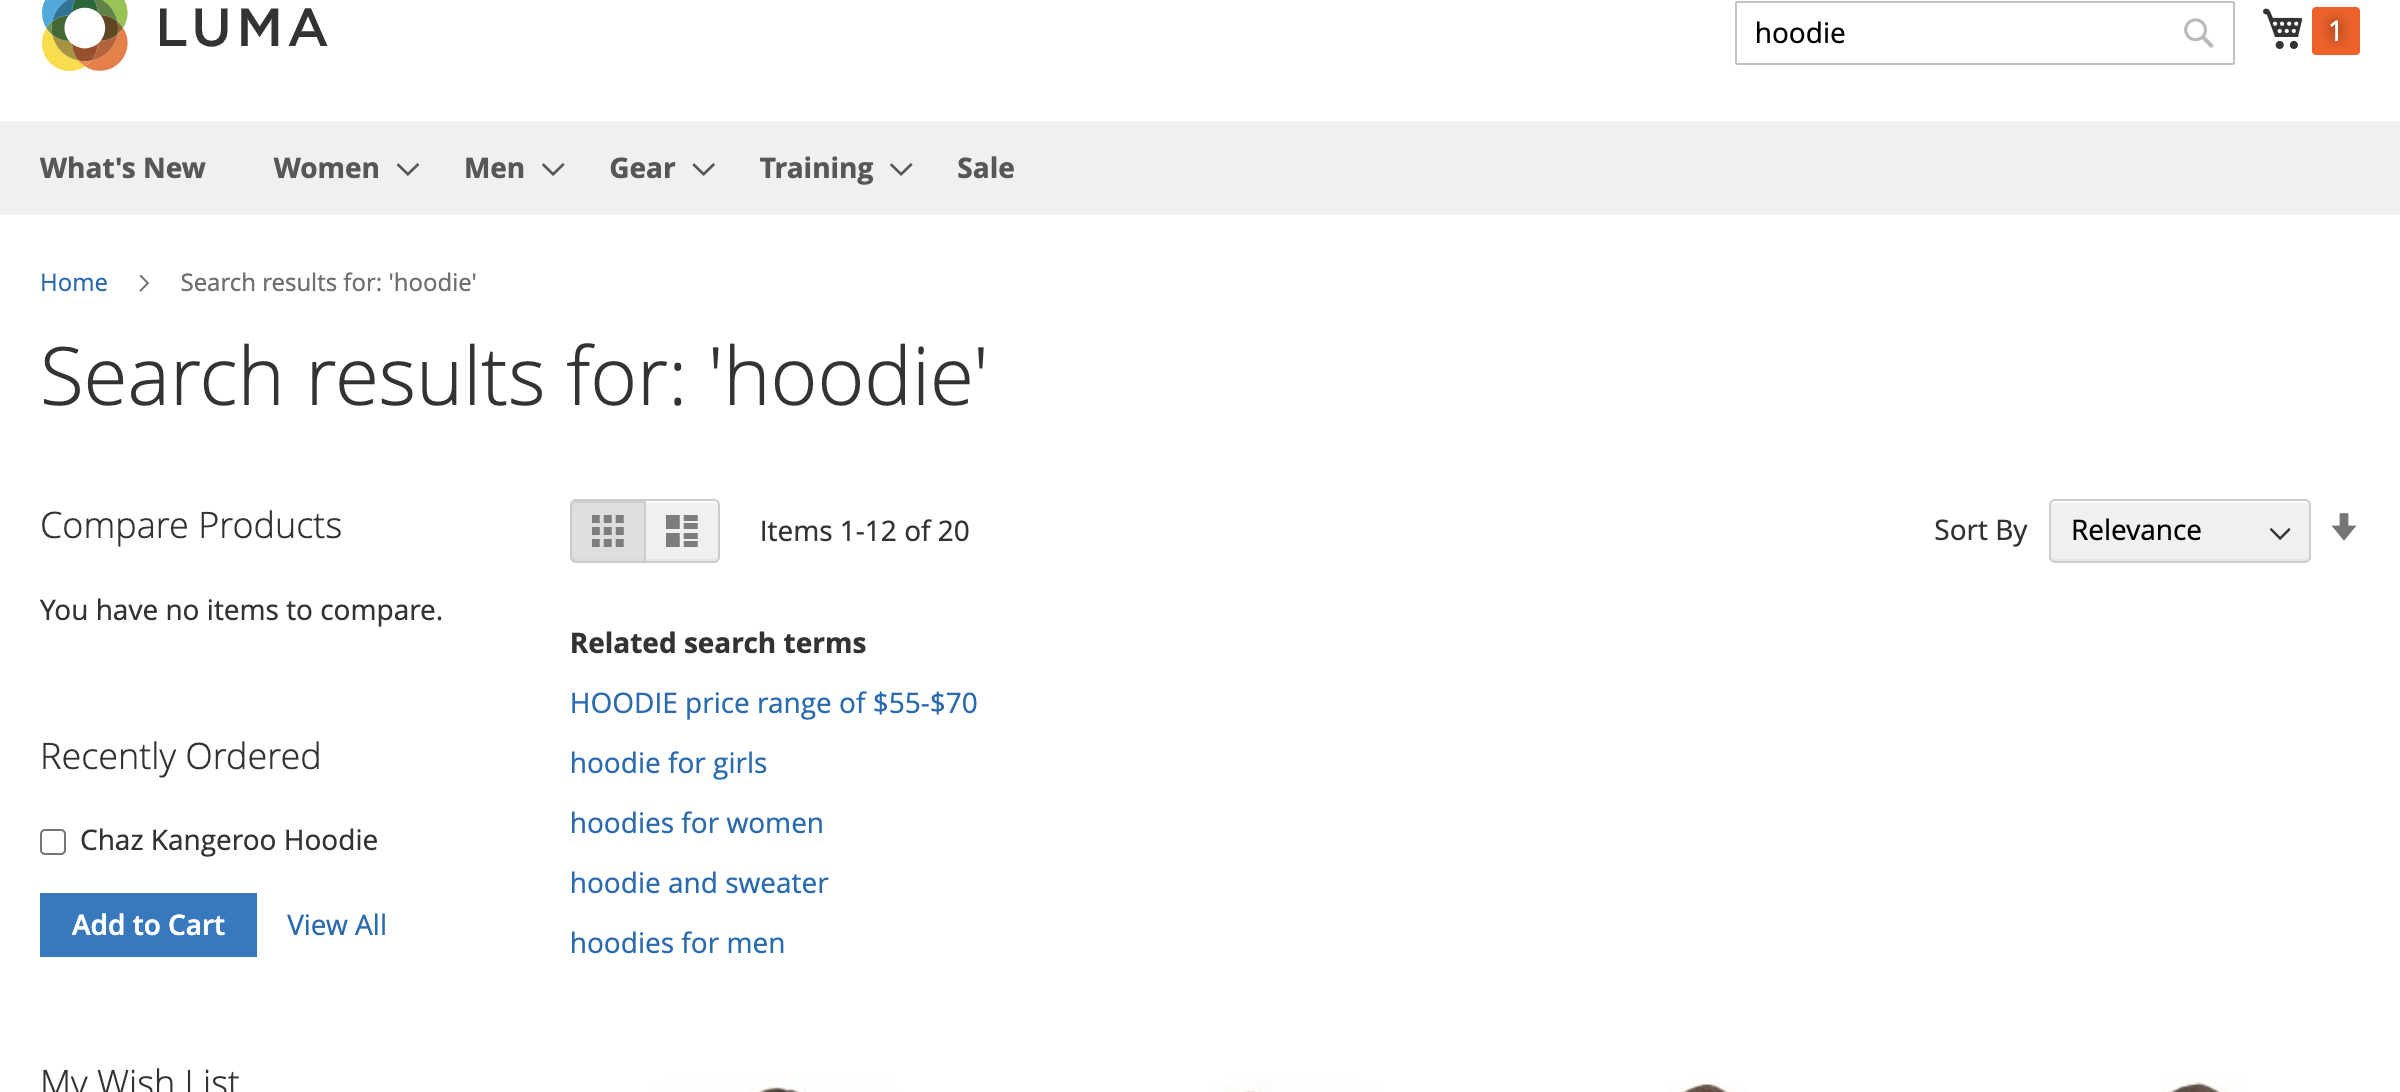 LUMA
hoodie
1
What's New Women Men Gear Training Sale
Home Search results for: 'hoodie'
Search results for: 'hoodie'
Compare Products
You have no items to compare.
Recently Ordered
Chaz Kangeroo Hoodie
Add to Cart View All
My Wish List
Items 1-12 of 20
Sort By Relevance
Related search terms
HOODIE price range of $55-$70
hoodie for girls
hoodies for women
hoodie and sweater
hoodies for men